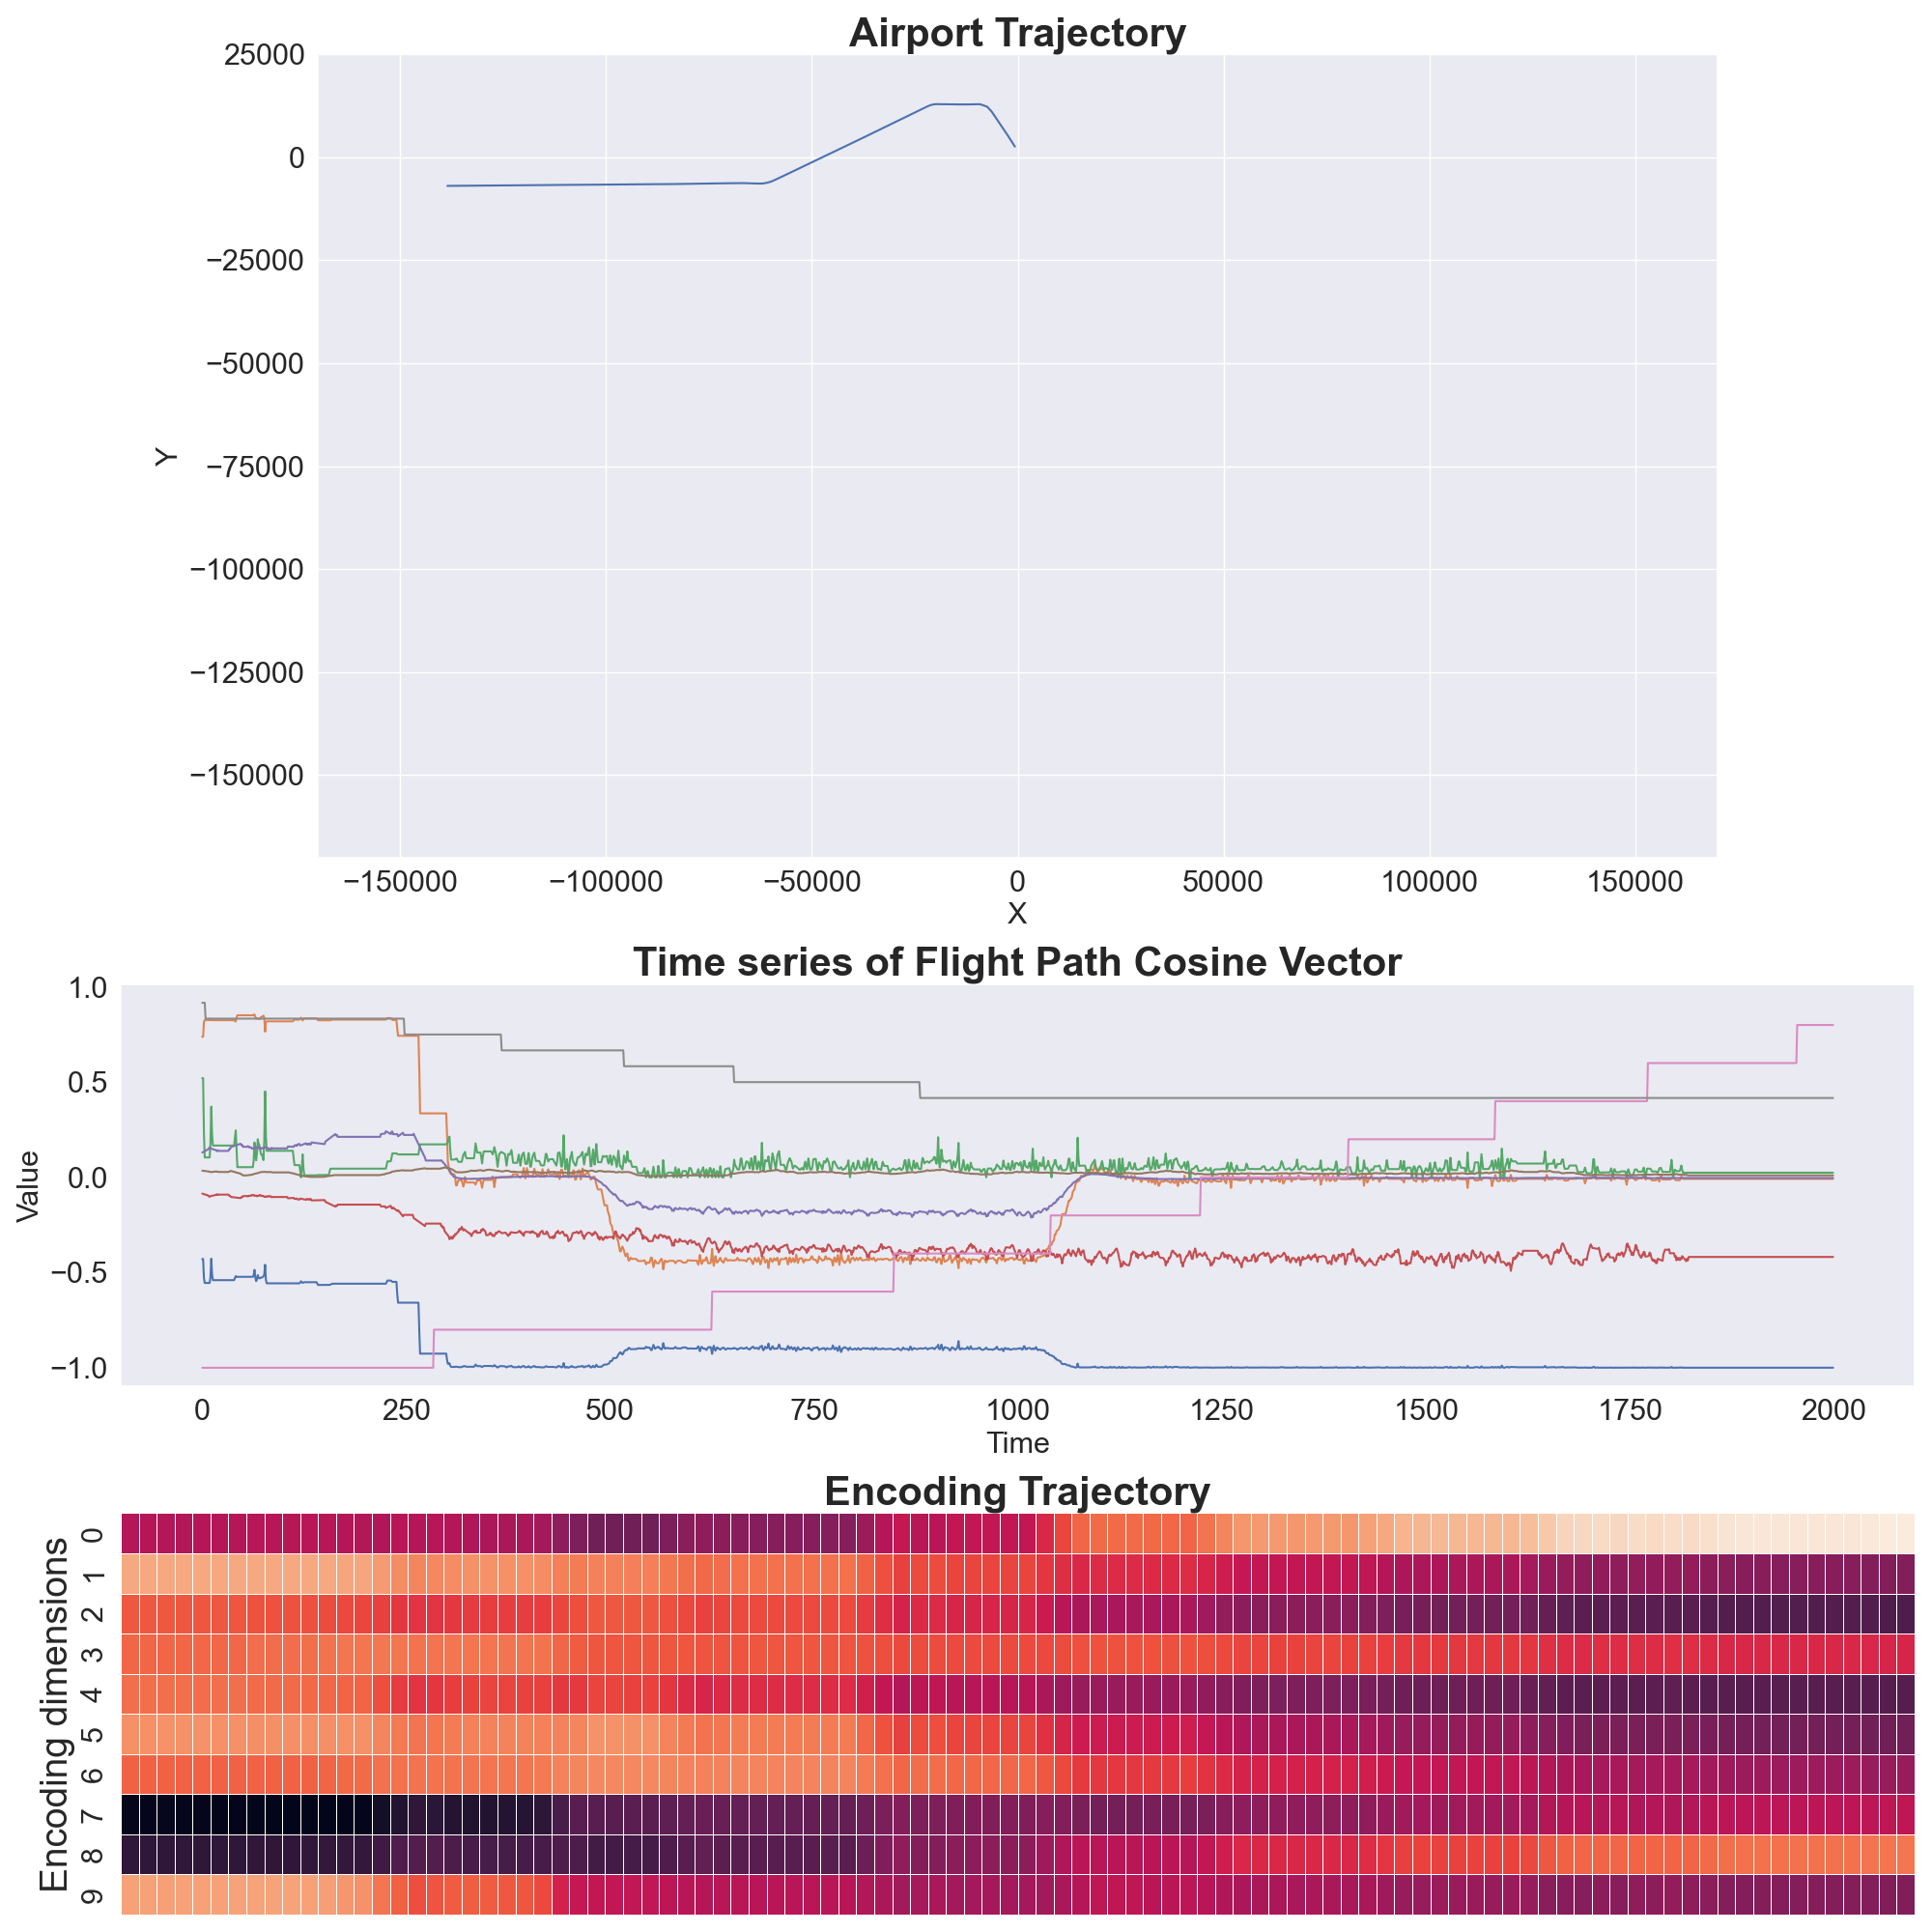 Airport Trajectory
25000
0
−25000
−50000
−75000
−100000
−125000
−150000
Y
−150000 −100000 −50000 0 50000 100000 150000
X
Time series of Flight Path Cosine Vector
1.0
0.5
0.0
−0.5
−1.0
Value
0 250 500 750 1000 1250 1500 1750 2000
Time
Encoding Trajectory
Encoding dimensions
0
1
2
3
4
5
6
7
8
9